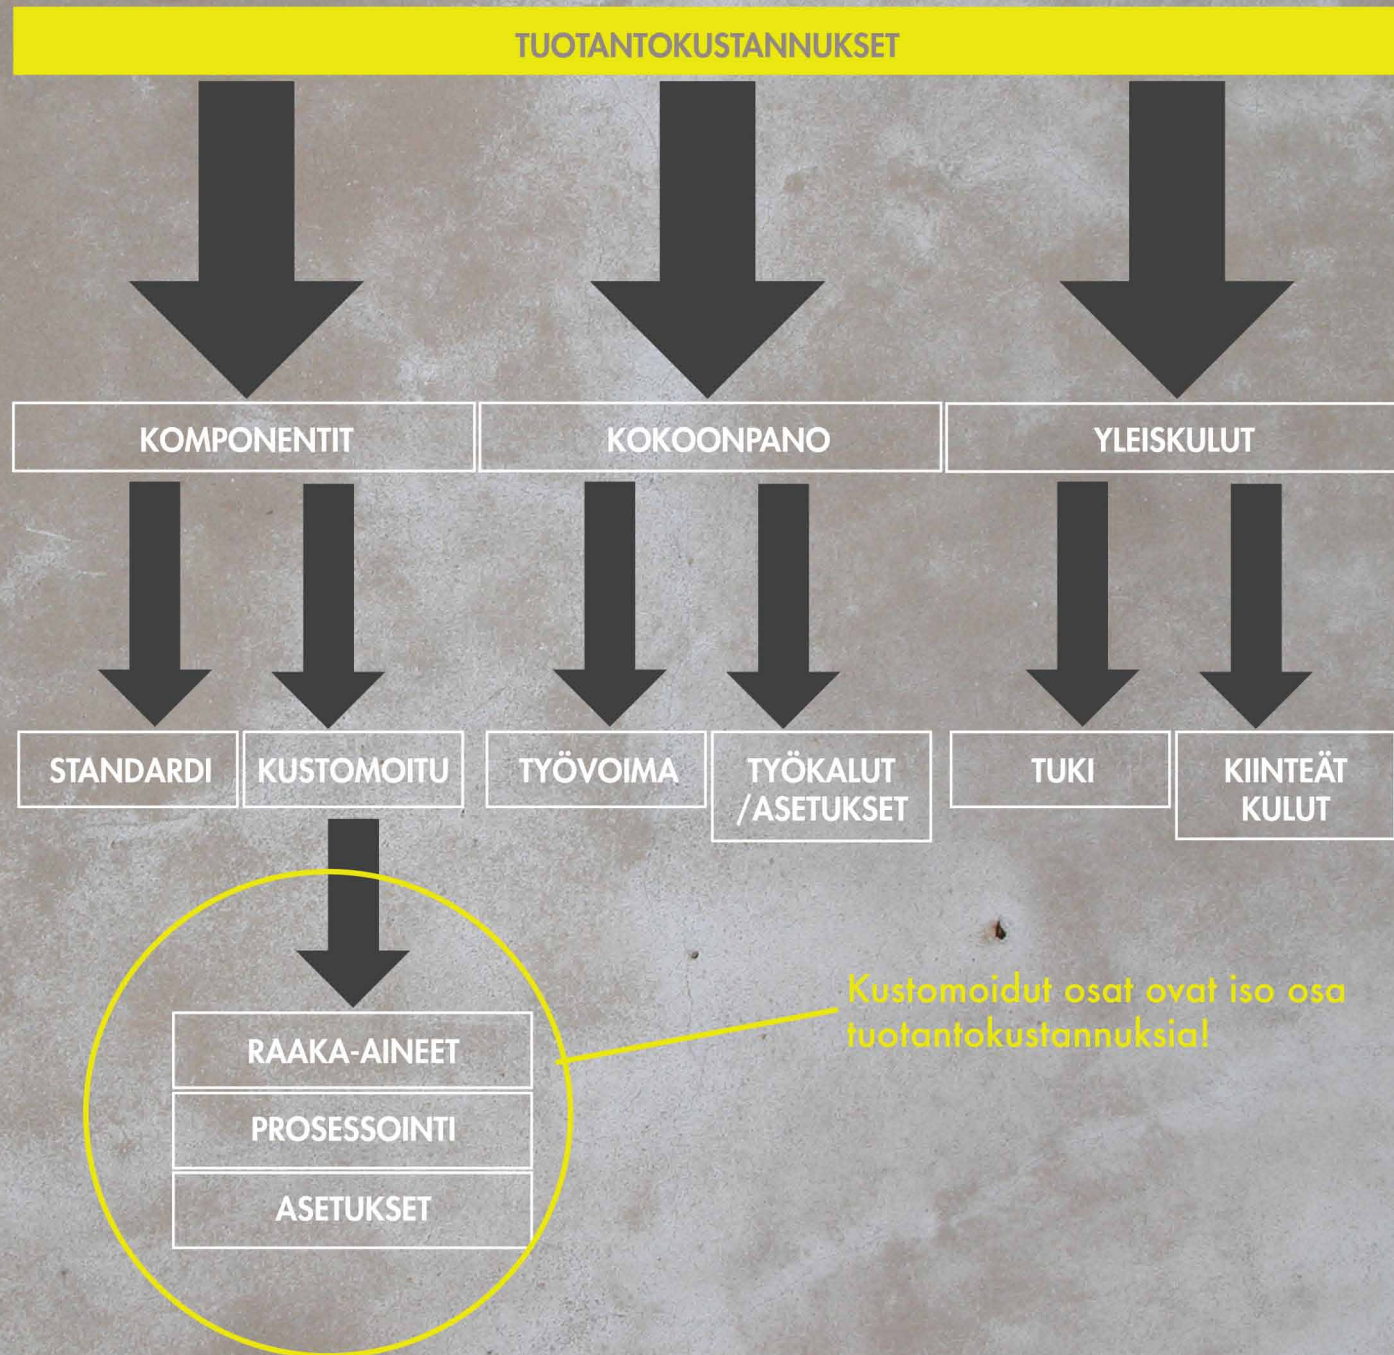 TUOTANTOKUSTANNUKSET
KOMPONENTIT
KOKOONPANO
YLEISKULUT
STANDARDI
KUSTOMOITU
TYÖVOIMA
TYÖKALUT
/ASETUKSET
TUKI
KIINTEÄT
KULUT
RAAKA-AINEET
PROSESSOINTI
ASETUKSET
Kustomoidut osat ovat iso osa
tuotantokustannuksia!